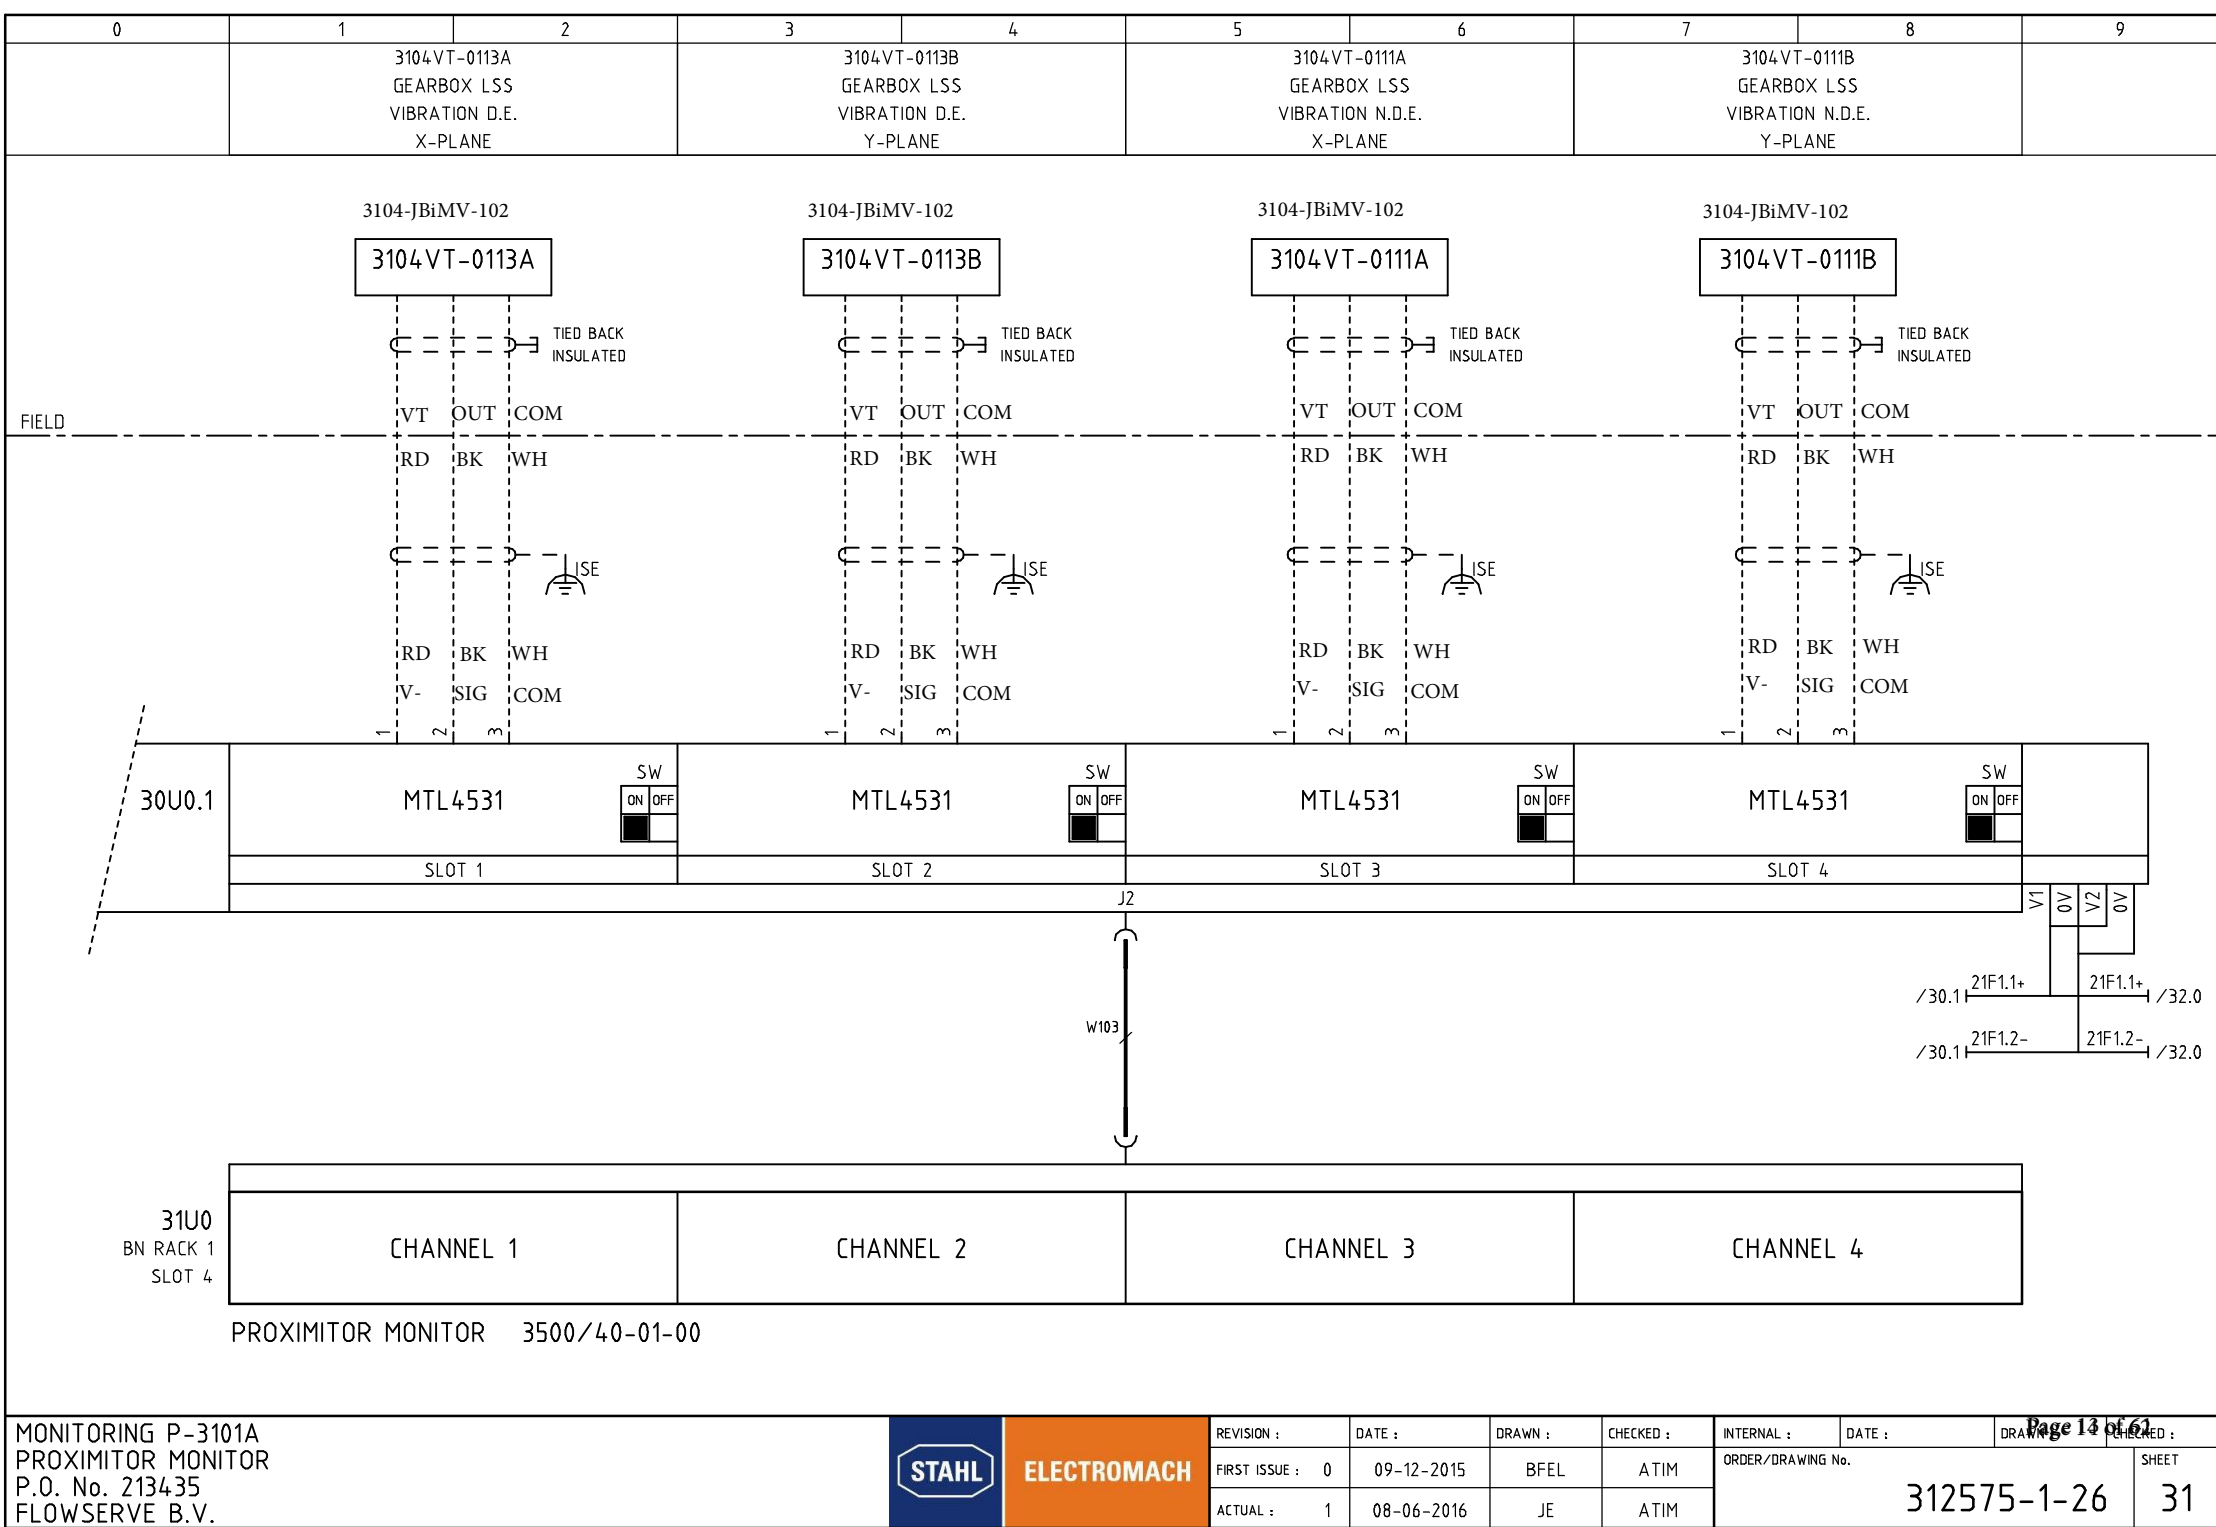 0 1 2 3 4 5 6 7 8 9
3104VT-0113A 3104VT-0113B 3104VT-0111A 3104VT-0111B
GEARBOX LSS GEARBOX LSS GEARBOX LSS GEARBOX LSS
VIBRATION D.E. VIBRATION D.E. VIBRATION N.D.E. VIBRATION N.D.E.
X-PLANE Y-PLANE X-PLANE Y-PLANE
3104-JBiMV-102 3104-JBiMV-102 3104-JBiMV-102 3104-JBiMV-102
3104VT-0113A 3104VT-0113B 3104VT-0111A 3104VT-0111B
TIED BACK TIED BACK TIED BACK TIED BACK
INSULATED INSULATED INSULATED INSULATED
FIELD VT OUT COM VT OUT COM VT OUT COM VT OUT COM
RD BK WH RD BK WH RD BK WH RD BK WH
ISE ISE ISE ISE
RD BK WH RD BK WH RD BK WH RD BK WH
V- SIG COM V- SIG COM V- SIG COM V- SIG COM
1 2 3 1 2 3 1 2 3 1 2 3
SW SW SW SW
30U0.1 MTL4531 ON OFF MTL4531 ON OFF MTL4531 ON OFF MTL4531 ON OFF
SLOT 1 SLOT 2 SLOT 3 SLOT 4
J2 V1 0V V2 0V
/30.1 21F1.1+ 21F1.1+ /32.0
W103
/30.1 21F1.2- 21F1.2- /32.0
31U0
BN RACK 1
SLOT 4
CHANNEL 1 CHANNEL 2 CHANNEL 3 CHANNEL 4
PROXIMITOR MONITOR 3500/40-01-00
MONITORING P-3101A
PROXIMITOR MONITOR
P.O. No. 213435
FLOWSERVE B.V.
STAHL ELECTROMACH
REVISION : DATE : DRAWN : CHECKED :
FIRST ISSUE : 0 09-12-2015 BFEL ATIM
ACTUAL : 1 08-06-2016 JE ATIM
INTERNAL : DATE :
Page of
ORDER/DRAWING No. SHEET
312575-1-26 31